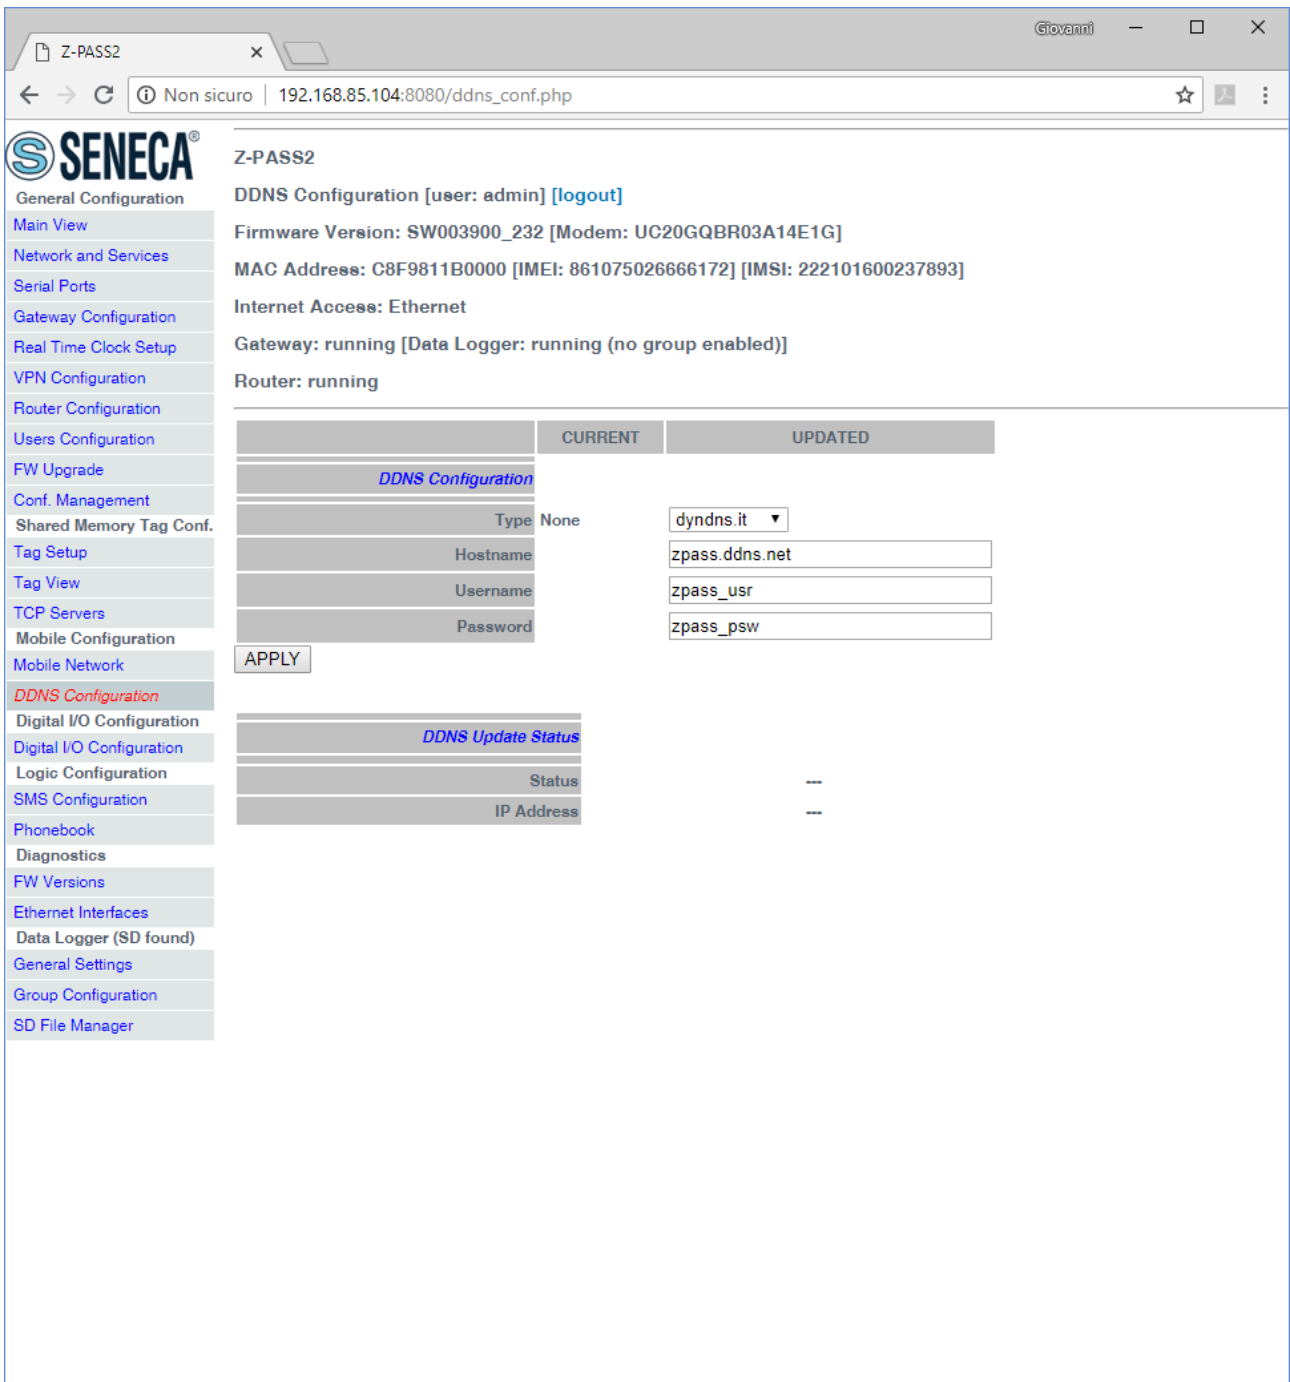 Giovanni
Z-PASS2
Non sicuro | 192.168.85.104:8080/ddns_conf.php
SENECA®
General Configuration
Main View
Network and Services
Serial Ports
Gateway Configuration
Real Time Clock Setup
VPN Configuration
Router Configuration
Users Configuration
FW Upgrade
Conf. Management
Shared Memory Tag Conf.
Tag Setup
Tag View
TCP Servers
Mobile Configuration
Mobile Network
DDNS Configuration
Digital I/O Configuration
Digital I/O Configuration
Logic Configuration
SMS Configuration
Phonebook
Diagnostics
FW Versions
Ethernet Interfaces
Data Logger (SD found)
General Settings
Group Configuration
SD File Manager
Z-PASS2
DDNS Configuration [user: admin] [logout]
Firmware Version: SW003900_232 [Modem: UC20GQBR03A14E1G]
MAC Address: C8F9811B0000 [IMEI: 861075026666172] [IMSI: 222101600237893]
Internet Access: Ethernet
Gateway: running [Data Logger: running (no group enabled)]
Router: running
CURRENT UPDATED
DDNS Configuration
Type None dyndns.it
Hostname zpass.ddns.net
Username zpass_usr
Password zpass_psw
APPLY
DDNS Update Status
Status ---
IP Address ---